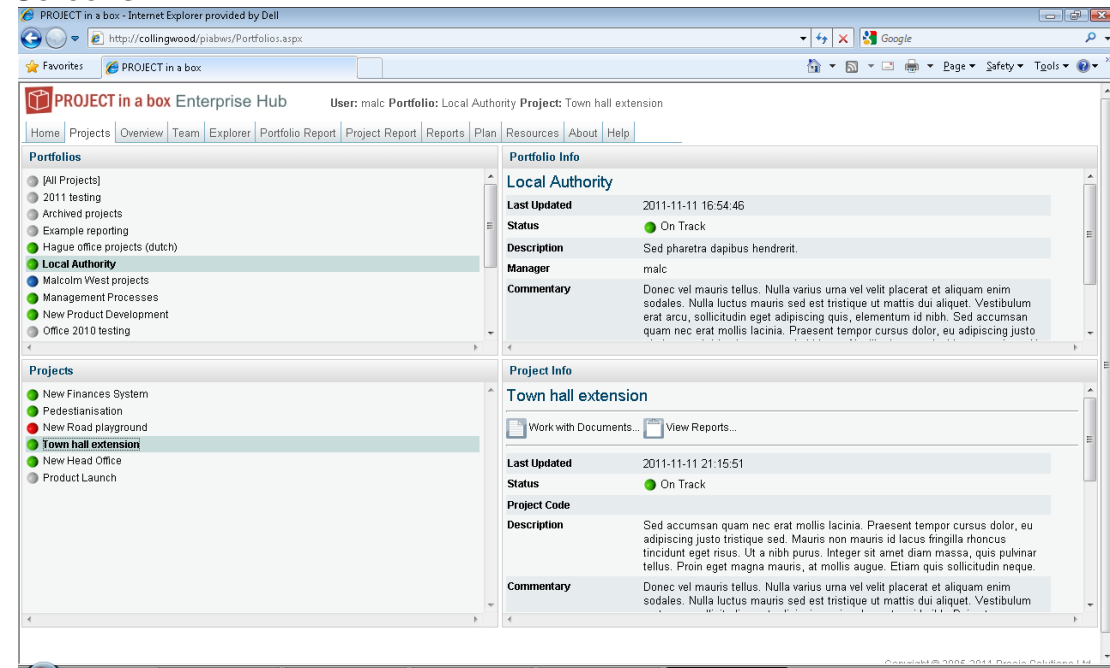 PROJECT in a box - Internet Explorer provided by Dell
http://collingwood/piabws/Portfolios.aspx
Google
Favorites
PROJECT in a box
Page
Safety
Tools
PROJECT in a box Enterprise Hub
User: malc Portfolio: Local Authority Project: Town hall extension
Home Projects Overview Team Explorer Portfolio Report Project Report Reports Plan Resources About Help
Portfolios
[All Projects]
2011 testing
Archived projects
Example reporting
Hague office projects (dutch)
Local Authority
Malcolm West projects
Management Processes
New Product Development
Office 2010 testing
Portfolio Info
Local Authority
Last Updated 2011-11-11 16:54:46
Status On Track
Description Sed pharetra dapibus hendrerit.
Manager malc
Commentary Donec vel mauris tellus. Nulla varius urna vel velit placerat et aliquam enim
sodales. Nulla luctus mauris sed est tristique ut mattis dui aliquet. Vestibulum
erat arcu, sollicitudin eget adipiscing quis, elementum id nibh. Sed accumsan
quam nec erat mollis lacinia. Praesent tempor cursus dolor, eu adipiscing justo
Projects
New Finances System
Pedestianisation
New Road playground
Town hall extension
New Head Office
Product Launch
Project Info
Town hall extension
Work with Documents... View Reports...
Last Updated 2011-11-11 21:15:51
Status On Track
Project Code
Description Sed accumsan quam nec erat mollis lacinia. Praesent tempor cursus dolor, eu
adipiscing justo tristique sed. Mauris non mauris id lacus fringilla rhoncus
tincidunt eget risus. Ut a nibh purus. Integer sit amet diam massa, quis pulvinar
tellus. Proin eget magna mauris, at mollis augue. Etiam quis sollicitudin neque.
Commentary Donec vel mauris tellus. Nulla varius urna vel velit placerat et aliquam enim
sodales. Nulla luctus mauris sed est tristique ut mattis dui aliquet. Vestibulum